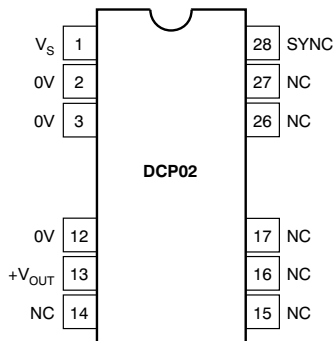 V_S 1 28 SYNC
0V 2 27 NC
0V 3 26 NC
DCP02
0V 12 17 NC
+V_OUT 13 16 NC
NC 14 15 NC